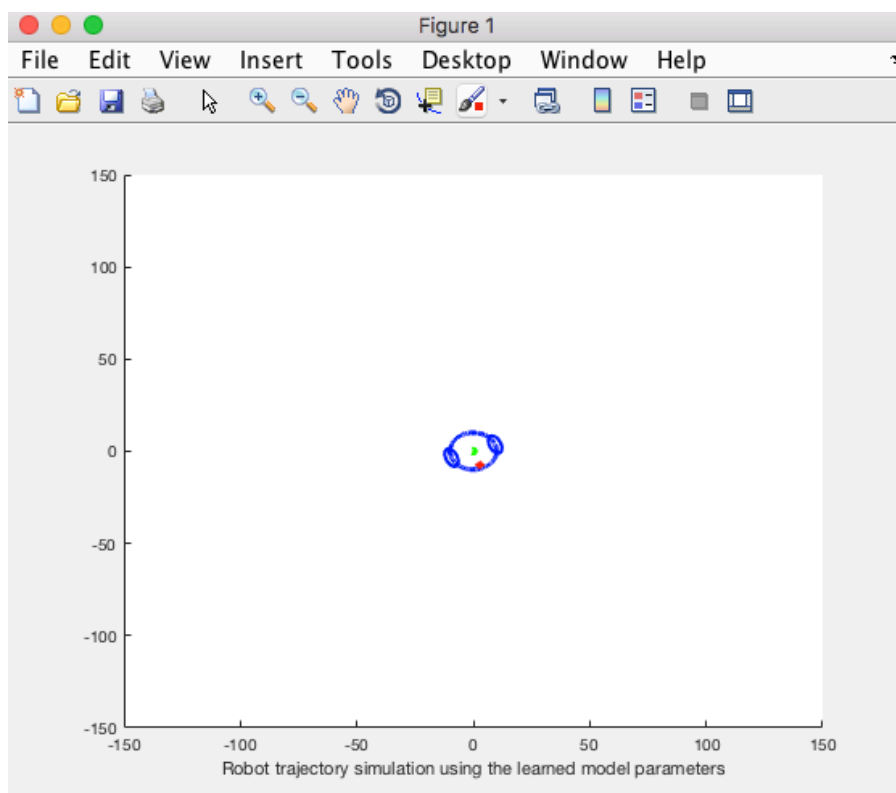 Figure 1
File Edit View Insert Tools Desktop Window Help
150
100
50
0
-50
-100
-150
-150 -100 -50 0 50 100 150
Robot trajectory simulation using the learned model parameters